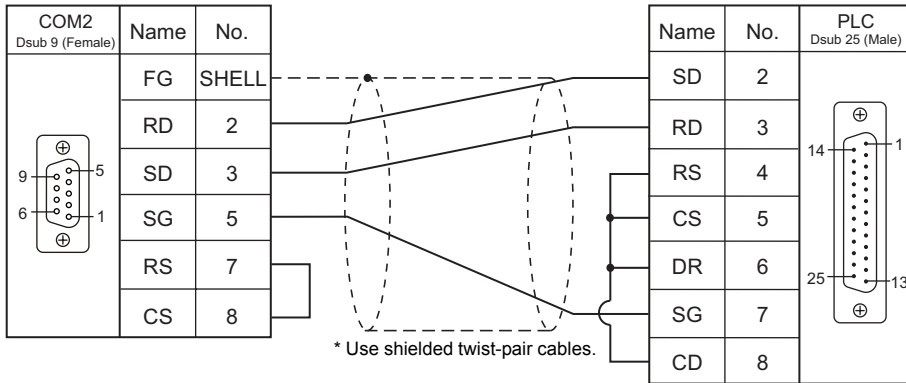 COM2
Dsub 9 (Female)
Name No.
FG SHELL
RD 2
SD 3
SG 5
RS 7
CS 8
9
5
6
1
* Use shielded twist-pair cables.
Name No.
PLC
Dsub 25 (Male)
SD 2
RD 3
RS 4
CS 5
DR 6
SG 7
CD 8
14
1
25
13